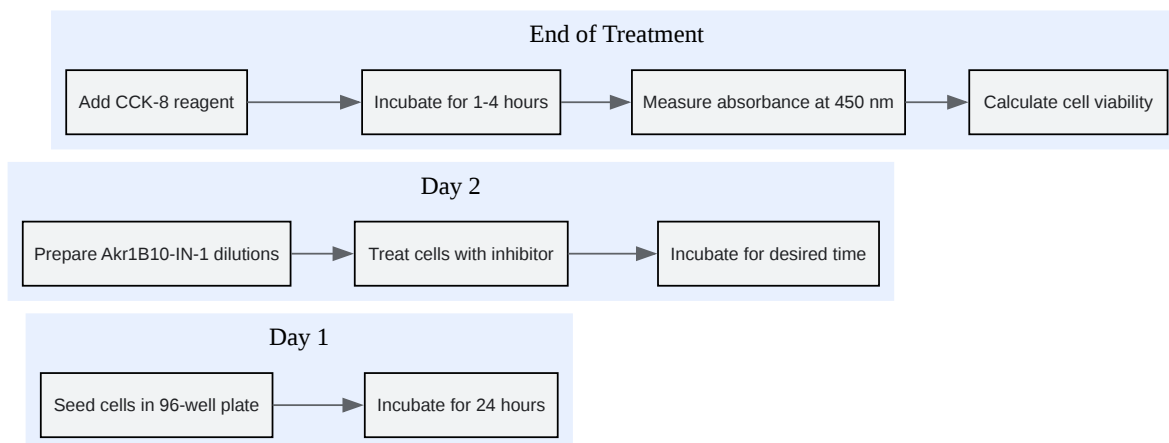 End of Treatment
Add CCK-8 reagent
Incubate for 1-4 hours
Measure absorbance at 450 nm
Calculate cell viability
Day 2
Prepare Akr1B10-IN-1 dilutions
Treat cells with inhibitor
Incubate for desired time
Day 1
Seed cells in 96-well plate
Incubate for 24 hours